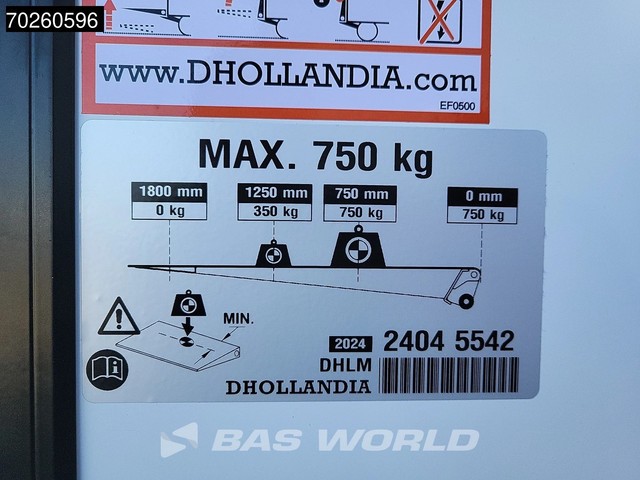 70260596
www.DHOLLANDIA.com
EF0500
MAX. 750 kg
1800 mm 1250 mm 750 mm 0 mm
0 kg 350 kg 750 kg 750 kg
MIN.
2024 2404 5542
DHLM
DHOLLANDIA
BAS WORLD